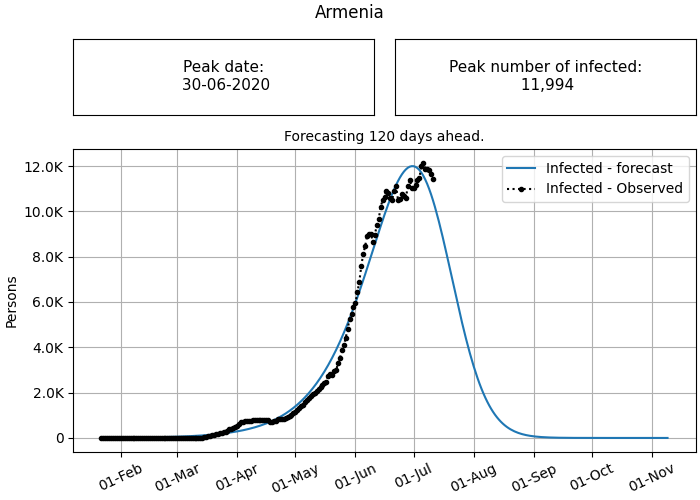 Armenia
Peak date:
30-06-2020
Peak number of infected:
11,994
Forecasting 120 days ahead.
12.0K
10.0K
8.0K
6.0K
4.0K
2.0K
0
Persons
Infected - forecast
Infected - Observed
01-Feb
01-Mar
01-Apr
01-May
01-Jun
01-Jul
01-Aug
01-Sep
01-Oct
01-Nov